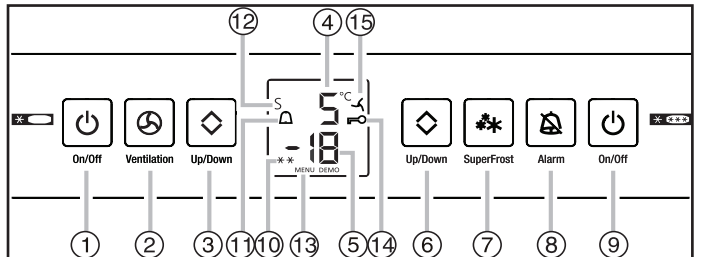 ⑫ ④ ⑮
S 5 °C
-18
** MENU DEMO
On/Off Ventilation Up/Down Up/Down SuperFrost Alarm On/Off
① ② ③ ⑪ ⑩ ⑬ ⑤ ⑭ ⑥ ⑦ ⑧ ⑨